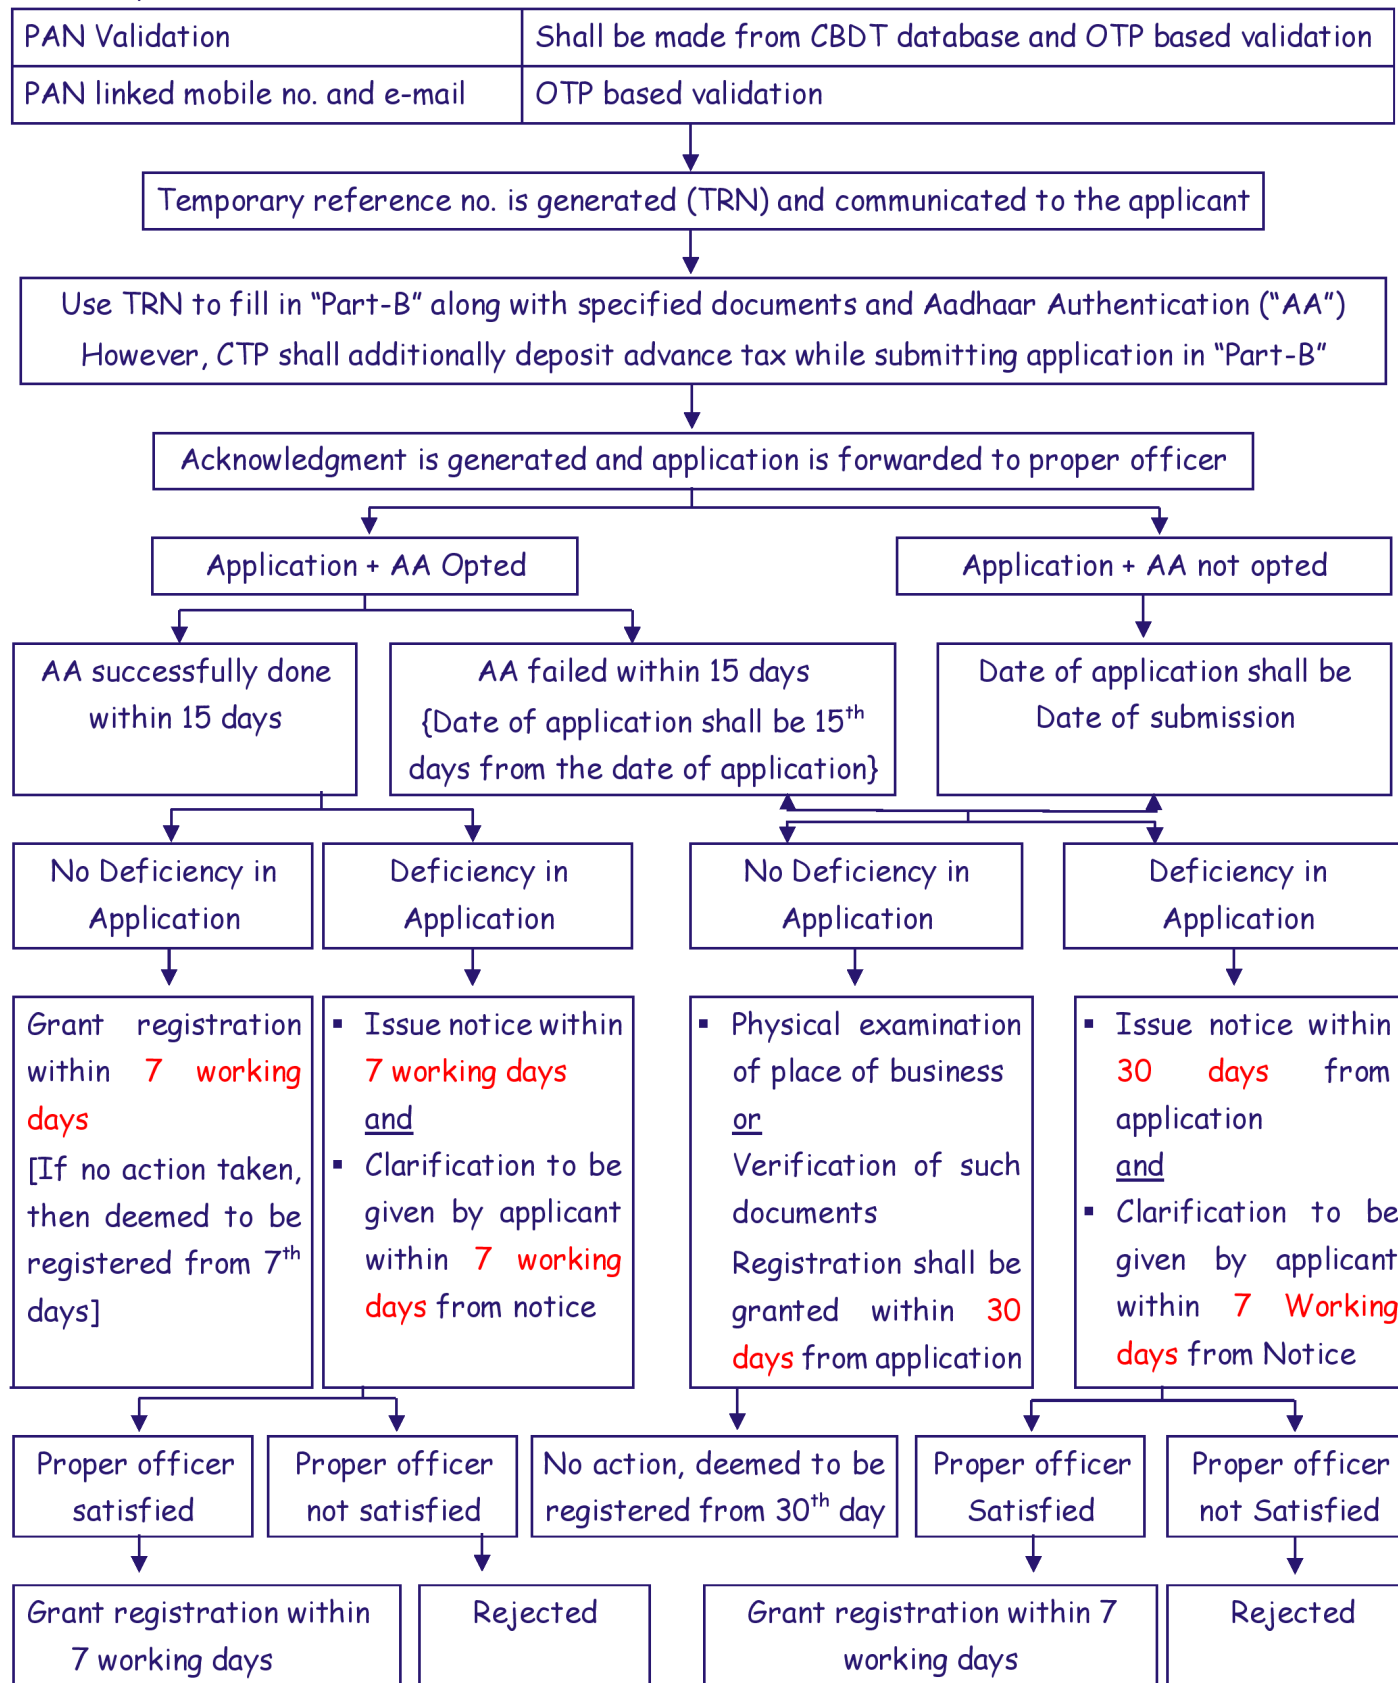 PAN Validation
Shall be made from CBDT database and OTP based validation
PAN linked mobile no. and e-mail
OTP based validation
Temporary reference no. is generated (TRN) and communicated to the applicant
Use TRN to fill in “Part-B” along with specified documents and Aadhaar Authentication (“AA”)
However, CTP shall additionally deposit advance tax while submitting application in “Part-B”
Acknowledgment is generated and application is forwarded to proper officer
Application + AA Opted
Application + AA not opted
AA successfully done
within 15 days
AA failed within 15 days
{Date of application shall be 15th
days from the date of application}
Date of application shall be
Date of submission
No Deficiency in
Application
Deficiency in
Application
No Deficiency in
Application
Deficiency in
Application
Grant registration
within 7 working
days
[If no action taken,
then deemed to be
registered from 7th
days]
▪ Issue notice within
7 working days
and
▪ Clarification to be
given by applicant
within 7 working
days from notice
▪ Physical examination
of place of business
or
Verification of such
documents
Registration shall be
granted within 30
days from application
▪ Issue notice within
30 days from
application
and
▪ Clarification to be
given by applicant
within 7 Working
days from Notice
Proper officer
satisfied
Proper officer
not satisfied
No action, deemed to be
registered from 30th day
Proper officer
Satisfied
Proper officer
not Satisfied
Grant registration within
7 working days
Rejected
Grant registration within 7
working days
Rejected